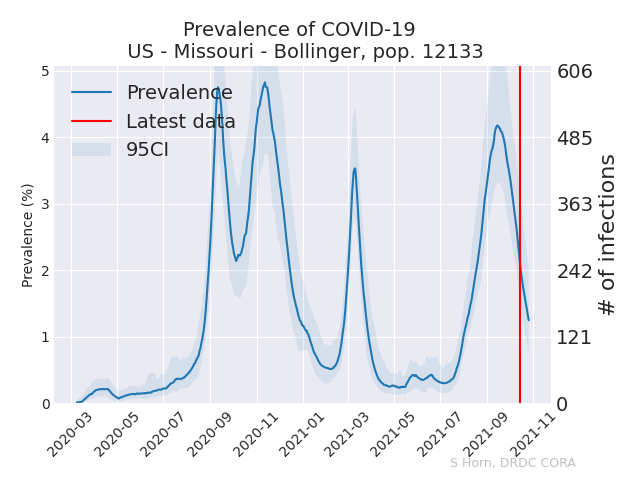 Prevalence of COVID-19
US - Missouri - Bollinger, pop. 12133
Prevalence
Latest data
95CI
Prevalence (%)
5
4
3
2
1
0
606
485
363
242
121
0
# of infections
2020-03
2020-05
2020-07
2020-09
2020-11
2021-01
2021-03
2021-05
2021-07
2021-09
2021-11
S Horn, DRDC CORA